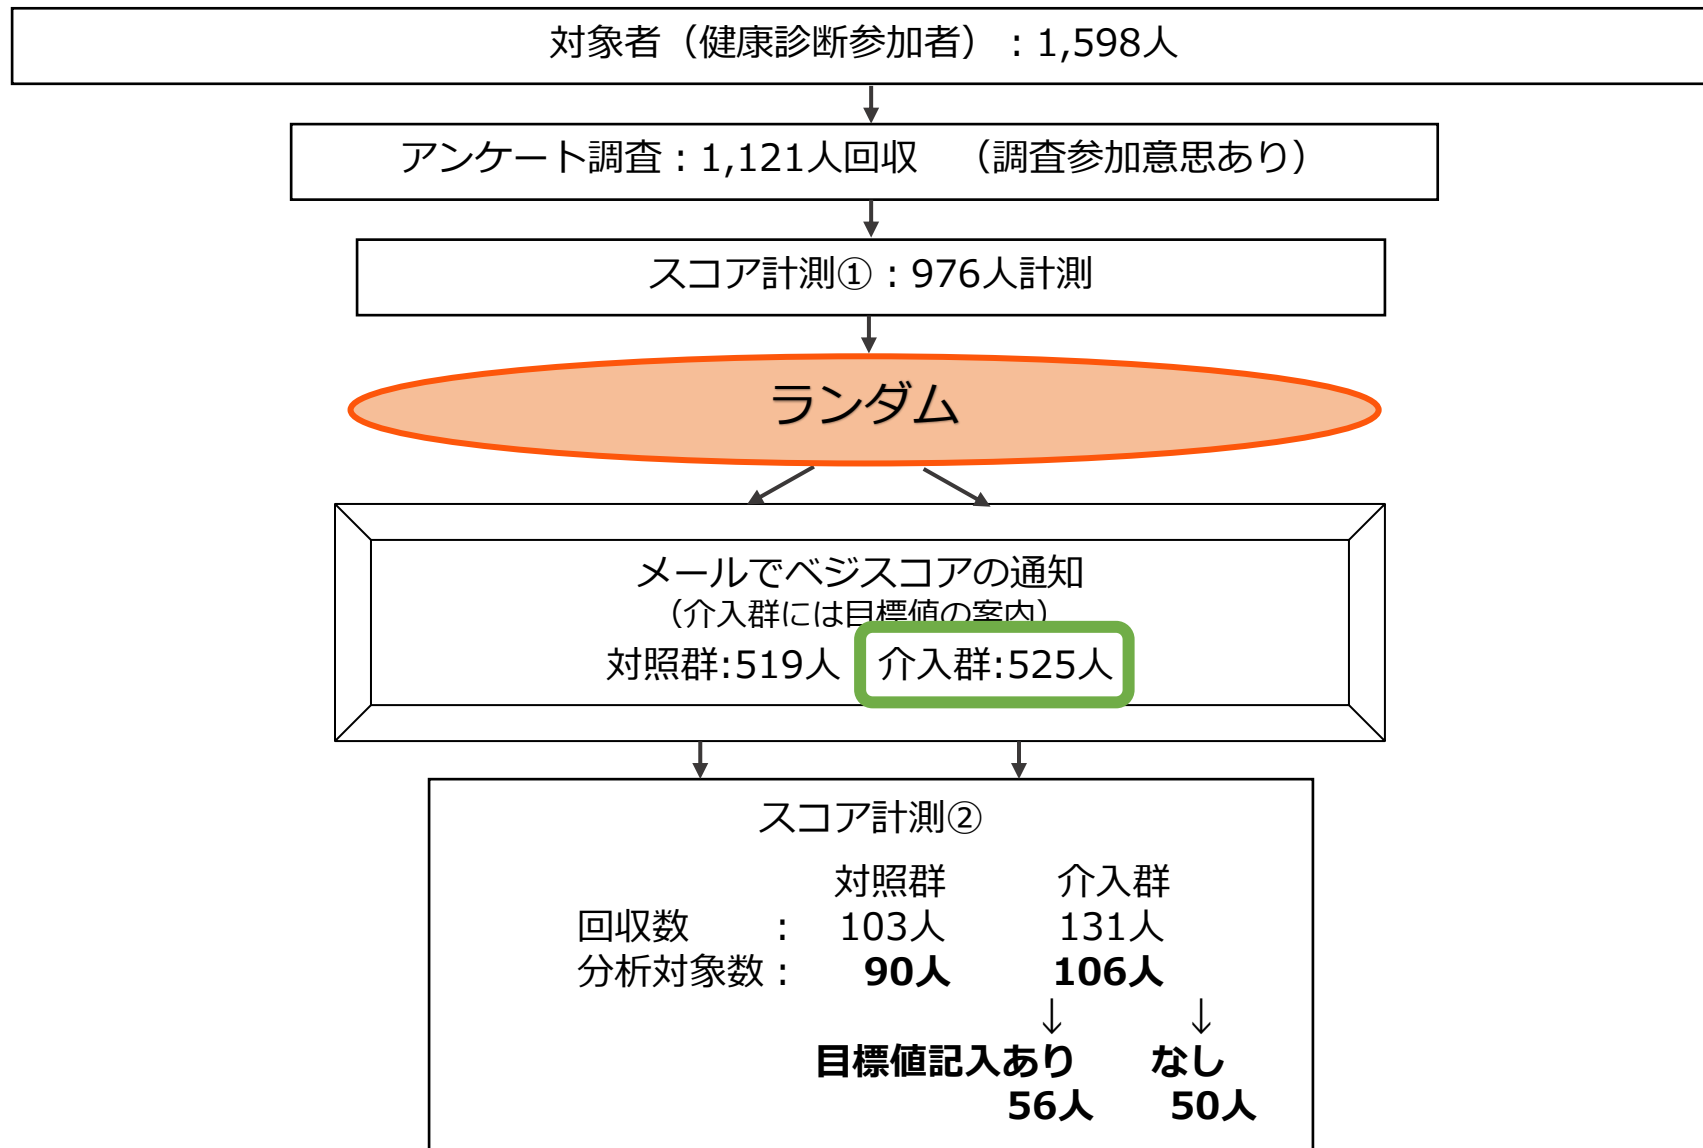 対象者（健康診断参加者）：1,598人
アンケート調査：1,121人回収　（調査参加意思あり）
スコア計測①：976人計測
ランダム
メールでベジスコアの通知
（介入群には目標値の案内）
対照群:519人　介入群:525人
スコア計測②
対照群　介入群
回収数　：　103人　131人
分析対象数：　90人　106人
↓　↓
目標値記入あり　なし
56人　50人